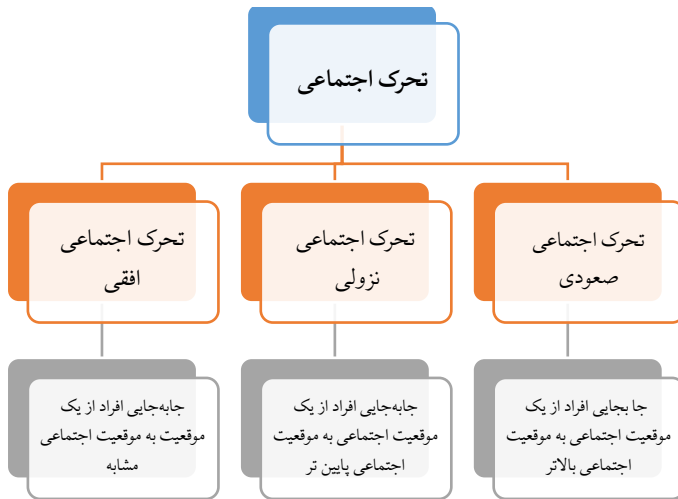 تحرک اجتماعی
تحرک اجتماعی
صعودی
تحرک اجتماعی
نزولی
تحرک اجتماعی
افقی
جا بجایی افراد از یک
موقعیت اجتماعی به موقعیت
اجتماعی بالاتر
جابه‌جایی افراد از یک
موقعیت اجتماعی به موقعیت
اجتماعی پایین تر
جابه‌جایی افراد از یک
موقعیت به موقعیت اجتماعی
مشابه